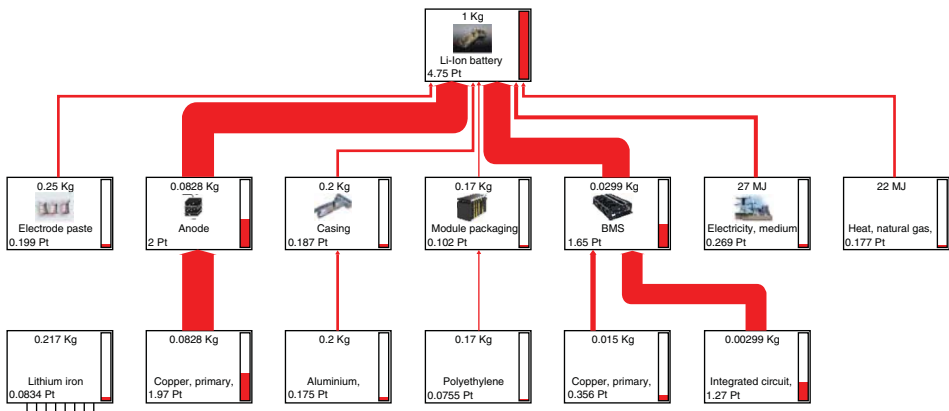 1 Kg
Li-Ion battery
4.75 Pt
0.25 Kg
Electrode paste
0.199 Pt
0.0828 Kg
Anode
2 Pt
0.2 Kg
Casing
0.187 Pt
0.17 Kg
Module packaging
0.102 Pt
0.0299 Kg
BMS
1.65 Pt
27 MJ
Electricity, medium
0.269 Pt
22 MJ
Heat, natural gas,
0.177 Pt
0.217 Kg
Lithium iron
0.0834 Pt
0.0828 Kg
Copper, primary,
1.97 Pt
0.2 Kg
Aluminium,
0.175 Pt
0.17 Kg
Polyethylene
0.0755 Pt
0.015 Kg
Copper, primary,
0.356 Pt
0.00299 Kg
Integrated circuit,
1.27 Pt